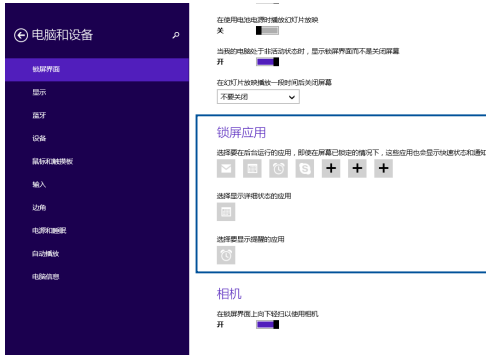 电脑和设备
锁屏界面
显示
蓝牙
设备
鼠标和触摸板
输入
边角
电源和睡眠
自动播放
电脑信息
在使用电池电源时播放幻灯片放映
关
当我的电脑处于非活动状态时，显示锁屏界面而不是关闭屏幕
开
在幻灯片放映播放一段时间后关闭屏幕
不要关闭
锁屏应用
选择要在后台运行的应用，即使在屏幕已锁定的情况下，这些应用也会显示快速状态和通知
选择显示详细状态的应用
选择要显示提醒的应用
相机
在锁屏界面上向下轻扫以使用相机
开